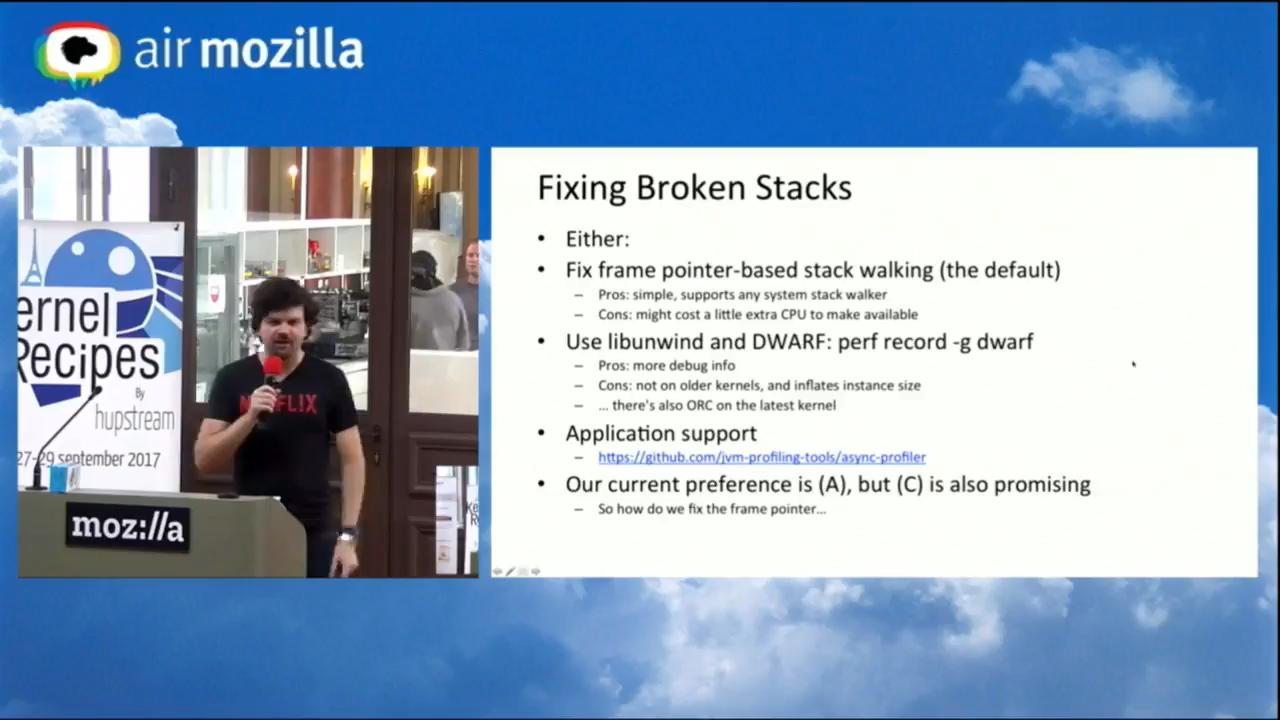 air mozilla
ernel
Recipes
By
hupstream
27-29 september 2017
NETFLIX
moz://a
Fixing Broken Stacks
• Either:
• Fix frame pointer-based stack walking (the default)
– Pros: simple, supports any system stack walker
– Cons: might cost a little extra CPU to make available
• Use libunwind and DWARF: perf record -g dwarf
– Pros: more debug info
– Cons: not on older kernels, and inflates instance size
– ... there's also ORC on the latest kernel
• Application support
– https://github.com/jvm-profiling-tools/async-profiler
• Our current preference is (A), but (C) is also promising
– So how do we fix the frame pointer...